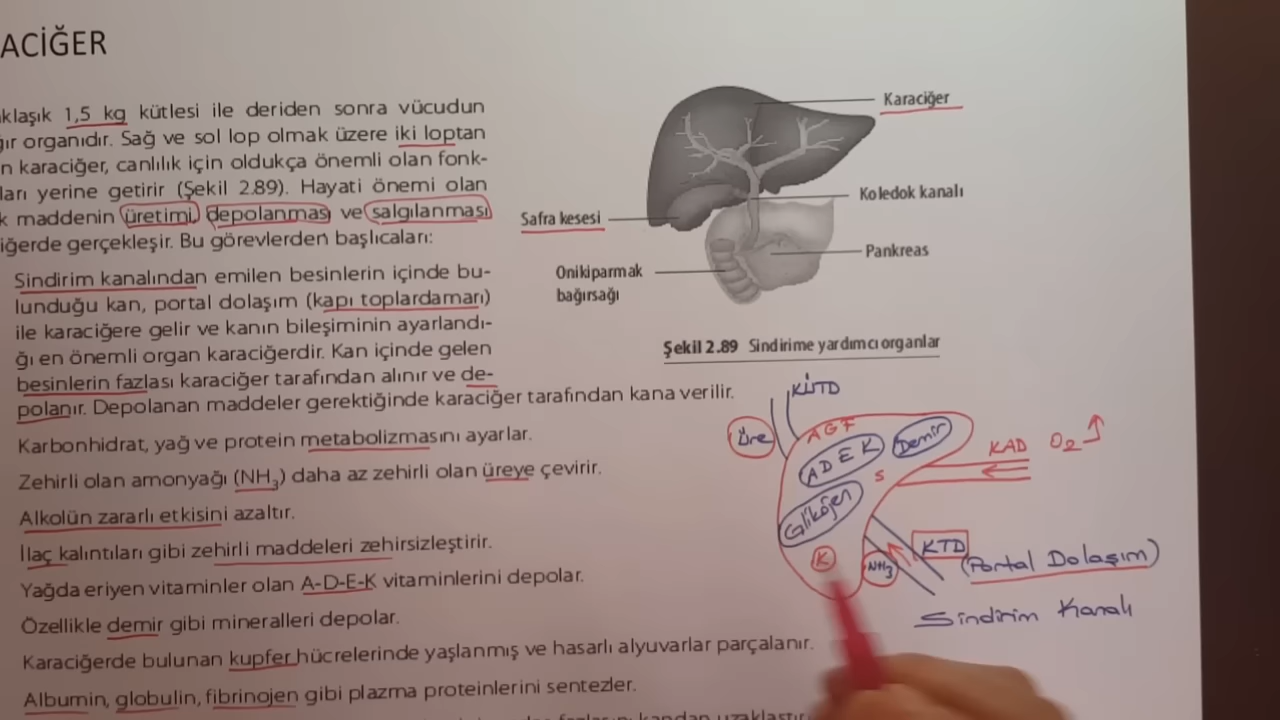 ACİĞER
klaşık 1,5 kg kütlesi ile deriden sonra vücudun
ğır organıdır. Sağ ve sol lop olmak üzere iki loptan
n karaciğer, canlılık için oldukça önemli olan fonk-
ları yerine getirir (Şekil 2.89). Hayati önemi olan
k maddenin üretimi, depolanması ve salgılanması
iğerde gerçekleşir. Bu görevlerden başlıcaları:
Sindirim kanalından emilen besinlerin içinde bu-
lunduğu kan, portal dolaşım (kapı toplardamarı)
ile karaciğere gelir ve kanın bileşiminin ayarlandı-
ğı en önemli organ karaciğerdir. Kan içinde gelen
besinlerin fazlası karaciğer tarafından alınır ve de-
polanır. Depolanan maddeler gerektiğinde karaciğer tarafından kana verilir.
Karbonhidrat, yağ ve protein metabolizmasını ayarlar.
Zehirli olan amonyağı (NH₃) daha az zehirli olan üreye çevirir.
Alkolün zararlı etkisini azaltır.
İlaç kalıntıları gibi zehirli maddeleri zehirsizleştirir.
Yağda eriyen vitaminler olan A-D-E-K vitaminlerini depolar.
Özellikle demir gibi mineralleri depolar.
Karaciğerde bulunan kupfer hücrelerinde yaşlanmış ve hasarlı alyuvarlar parçalanır.
Albumin, globulin, fibrinojen gibi plazma proteinlerini sentezler.
kandan uzaklaştır
Karaciğer
Koledok kanalı
Safra kesesi
Pankreas
Onikiparmak
bağırsağı
Şekil 2.89 Sindirime yardımcı organlar
KÜTD
Üre
AGF
ADEK
Demir
S
KAD O₂
Glikojen
K
NH₃
KTD
(Portal Dolaşım)
Sindirim Kanalı